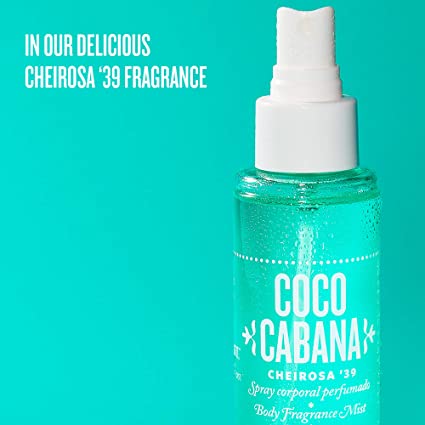 IN OUR DELICIOUS
CHEIROSA ‘39 FRAGRANCE
COCO
CABANA
CHEIROSA '39
Spray corporal perfumado
Body Fragrance Mist